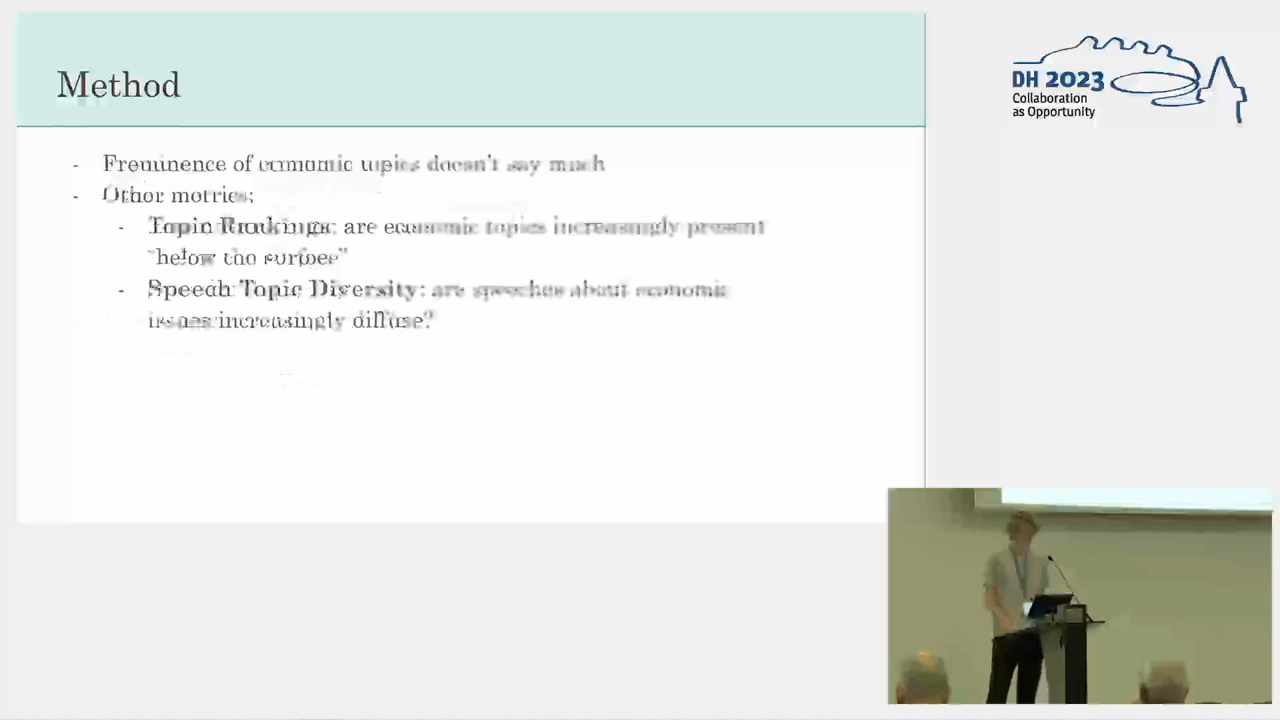 Method
DH 2023
Collaboration
as Opportunity
- Prominence of economic topics doesn't say much
- Other metrics:
- Topic Rankings: are economic topics increasingly present
"below the surface"
- Speech Topic Diversity: are speeches about economic
issues increasingly diffuse?